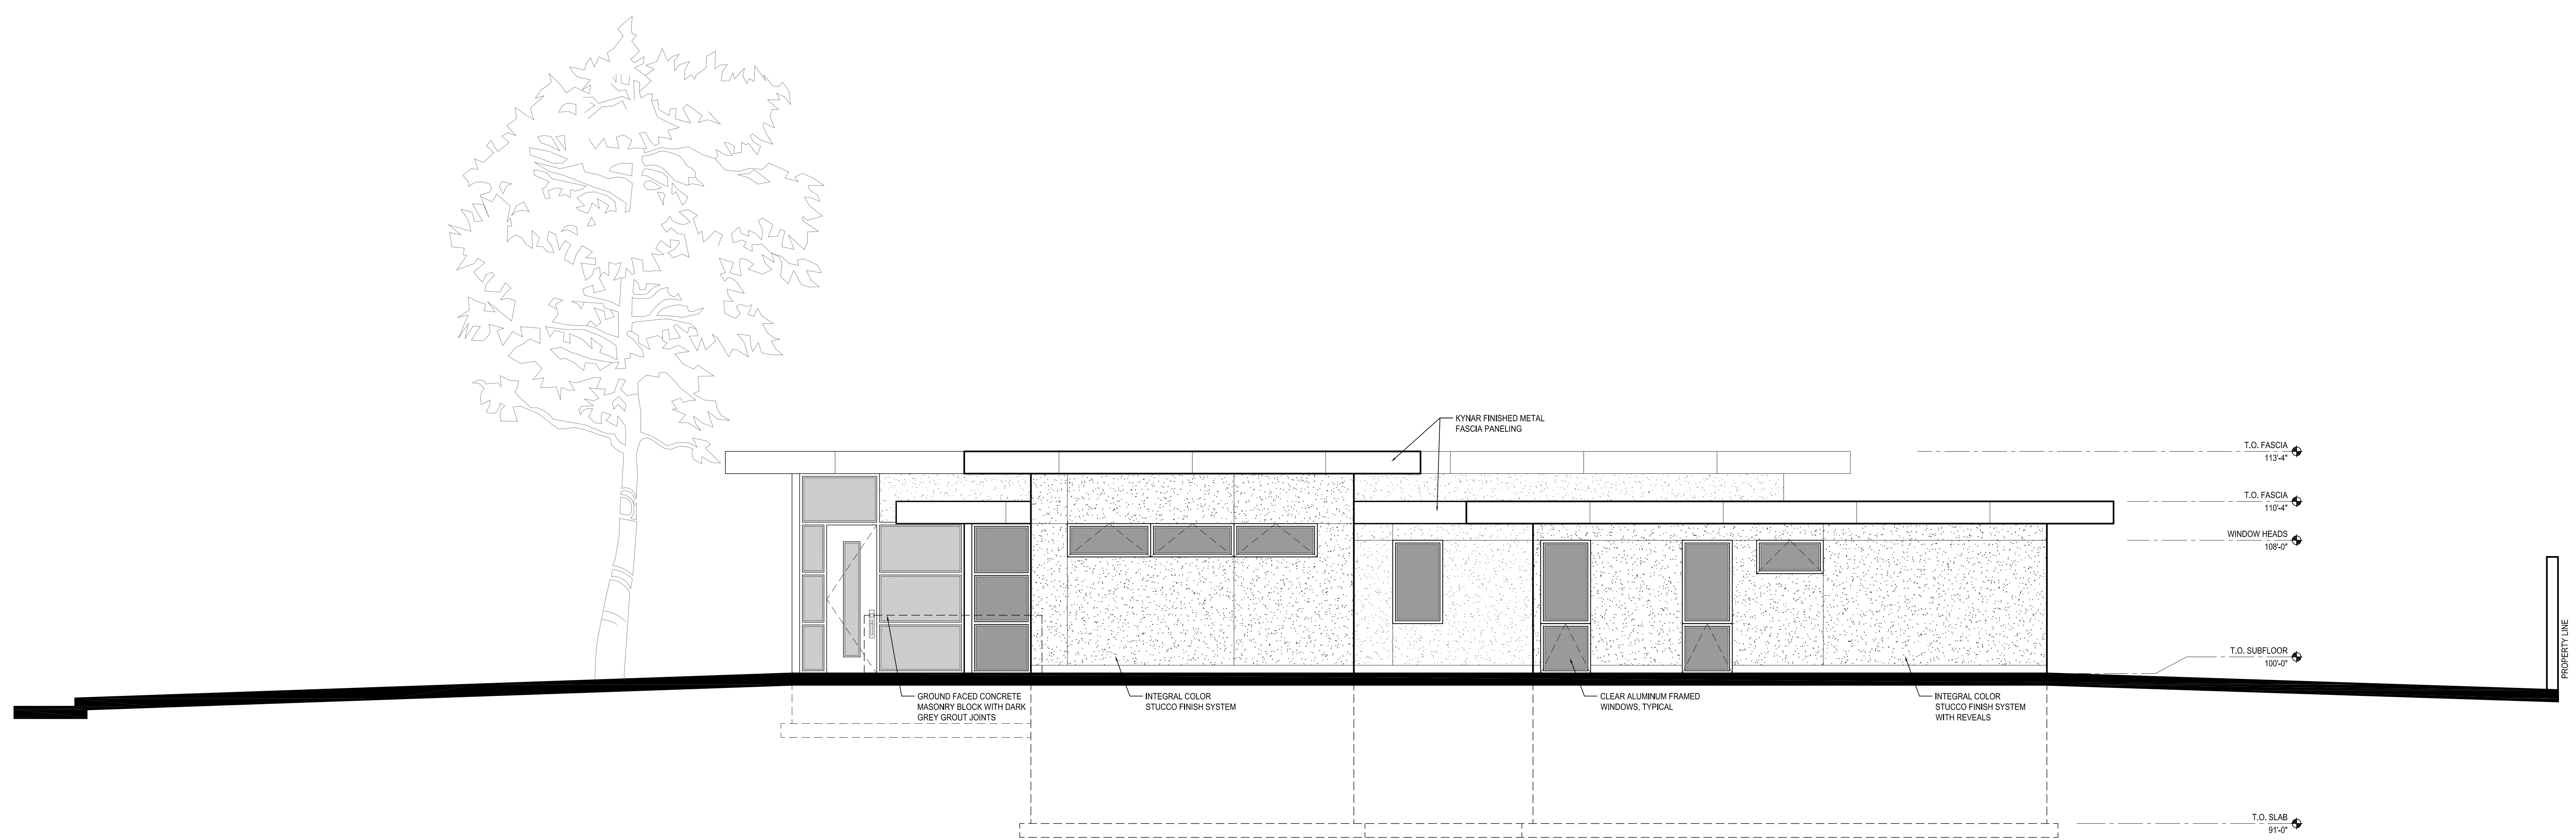 KYNAR FINISHED METAL
FASCIA PANELING
T.O. FASCIA
113'-4"
T.O. FASCIA
110'-4"
WINDOW HEADS
108'-0"
T.O. SUBFLOOR
100'-0"
PROPERTY LINE
GROUND FACED CONCRETE
MASONRY BLOCK WITH DARK
GREY GROUT JOINTS
INTEGRAL COLOR
STUCCO FINISH SYSTEM
CLEAR ALUMINUM FRAMED
WINDOWS, TYPICAL
INTEGRAL COLOR
STUCCO FINISH SYSTEM
WITH REVEALS
T.O. SLAB
91'-0"